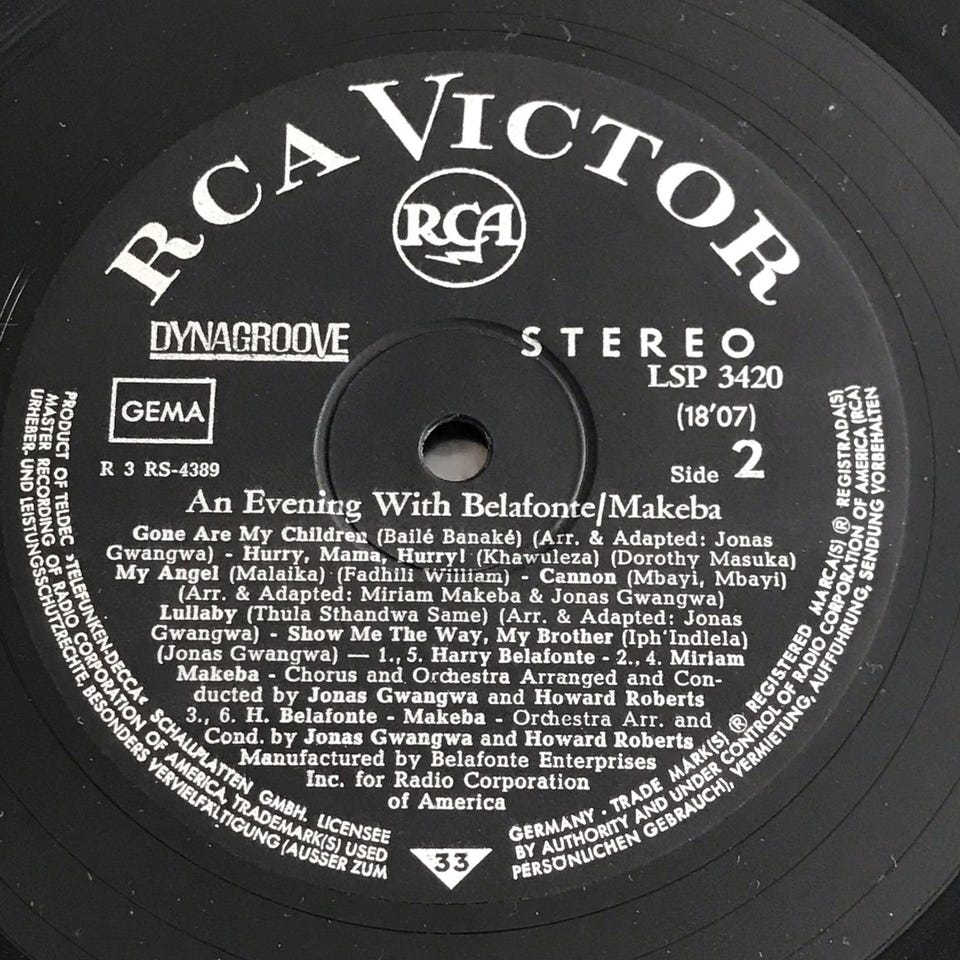 RCA VICTOR
RCA
DYNAGROOVE
STEREO
LSP 3420
GEMA
(18'07)
R 3 RS-4389
Side 2
An Evening With Belafonte/Makeba
Gone Are My Children (Bailé Banaké) (Arr. & Adapted: Jonas
Gwangwa) - Hurry, Mama, Hurry! (Khawuleza) (Dorothy Masuka)
My Angel (Malaika) (Fadhili William) - Cannon (Mbayi, Mbayi)
(Arr. & Adapted: Miriam Makeba & Jonas Gwangwa)
Lullaby (Thula Sthandwa Same) (Arr. & Adapted: Jonas
Gwangwa) - Show Me The Way, My Brother (Iph'Indlela)
(Jonas Gwangwa) — 1., 5. Harry Belafonte - 2., 4. Miriam
Makeba - Chorus and Orchestra Arranged and Con-
ducted by Jonas Gwangwa and Howard Roberts
3., 6. H. Belafonte - Makeba - Orchestra Arr. and
Cond. by Jonas Gwangwa and Howard Roberts
Manufactured by Belafonte Enterprises
Inc. for Radio Corporation
of America
33
PRODUCT OF TELDEC »TELEFUNKEN-DECCA« SCHALLPLATTEN GMBH. LICENSEE
MASTER RECORDING OF RADIO CORPORATION OF AMERICA, TRADEMARK(S) USED
URHEBER- UND LEISTUNGSSCHUTZRECHTE, BESONDERS VERVIELFÄLTIGUNG (AUSSER ZUM
GERMANY - TRADE MARK(S) ® REGISTERED MARCA(S) ® REGISTRADA(S)
BY AUTHORITY AND UNDER CONTROL OF RADIO CORPORATION OF AMERICA (RCA)
PERSÖNLICHEN GEBRAUCH), VERMIETUNG, AUFFÜHRUNG, SENDUNG VORBEHALTEN